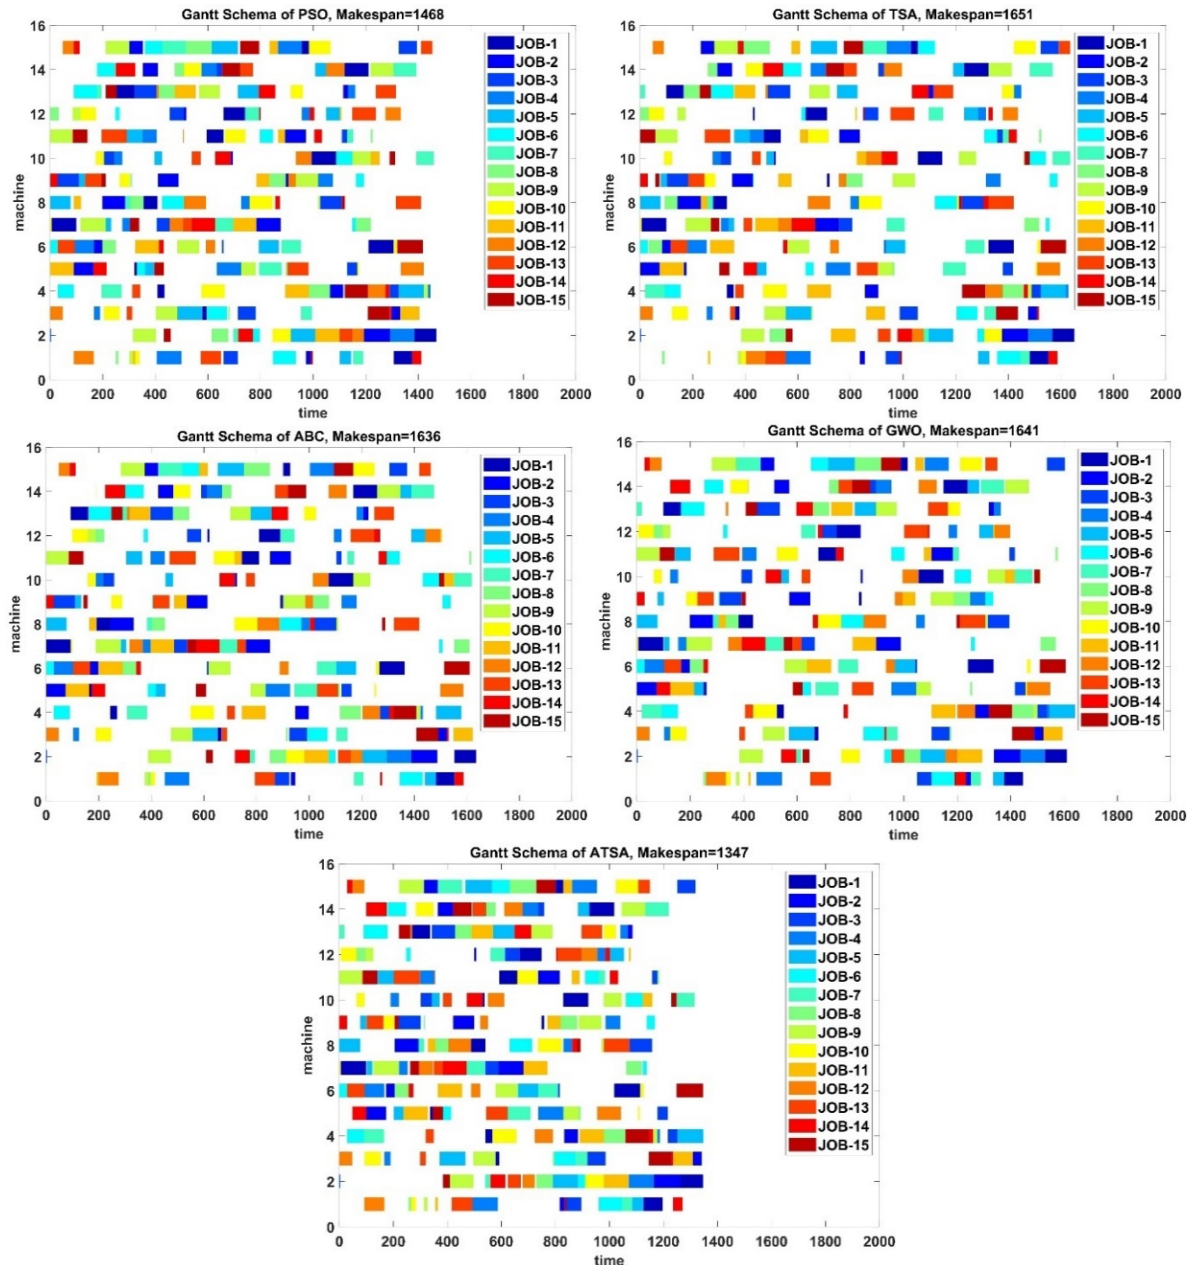 Gantt Schema of PSO, Makespan=1468
16
14
12
10
8
6
4
2
0
machine
0 200 400 600 800 1000 1200 1400 1600 1800 2000
time
JOB-1
JOB-2
JOB-3
JOB-4
JOB-5
JOB-6
JOB-7
JOB-8
JOB-9
JOB-10
JOB-11
JOB-12
JOB-13
JOB-14
JOB-15
Gantt Schema of TSA, Makespan=1651
16
14
12
10
8
6
4
2
0
machine
0 200 400 600 800 1000 1200 1400 1600 1800 2000
time
JOB-1
JOB-2
JOB-3
JOB-4
JOB-5
JOB-6
JOB-7
JOB-8
JOB-9
JOB-10
JOB-11
JOB-12
JOB-13
JOB-14
JOB-15
Gantt Schema of ABC, Makespan=1636
16
14
12
10
8
6
4
2
0
machine
0 200 400 600 800 1000 1200 1400 1600 1800 2000
time
JOB-1
JOB-2
JOB-3
JOB-4
JOB-5
JOB-6
JOB-7
JOB-8
JOB-9
JOB-10
JOB-11
JOB-12
JOB-13
JOB-14
JOB-15
Gantt Schema of GWO, Makespan=1641
16
14
12
10
8
6
4
2
0
machine
0 200 400 600 800 1000 1200 1400 1600 1800 2000
time
JOB-1
JOB-2
JOB-3
JOB-4
JOB-5
JOB-6
JOB-7
JOB-8
JOB-9
JOB-10
JOB-11
JOB-12
JOB-13
JOB-14
JOB-15
Gantt Schema of ATSA, Makespan=1347
16
14
12
10
8
6
4
2
0
machine
0 200 400 600 800 1000 1200 1400 1600 1800 2000
time
JOB-1
JOB-2
JOB-3
JOB-4
JOB-5
JOB-6
JOB-7
JOB-8
JOB-9
JOB-10
JOB-11
JOB-12
JOB-13
JOB-14
JOB-15